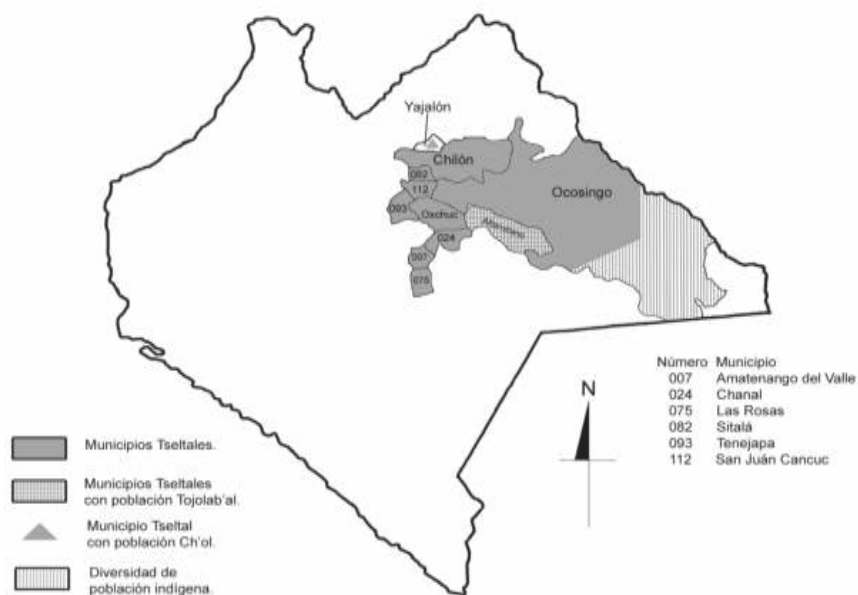 Yajalón
Chilón
082
112
Ocosingo
093
Oxchuc
Altamirano
024
007
075
Número Municipio
007 Amatenango del Valle
024 Chanal
075 Las Rosas
082 Sitalá
093 Tenejapa
112 San Juán Cancuc
N
Municipios Tseltales.
Municipios Tseltales
con población Tojolab'al.
Municipio Tseltal
con población Ch'ol.
Diversidad de
población indígena.